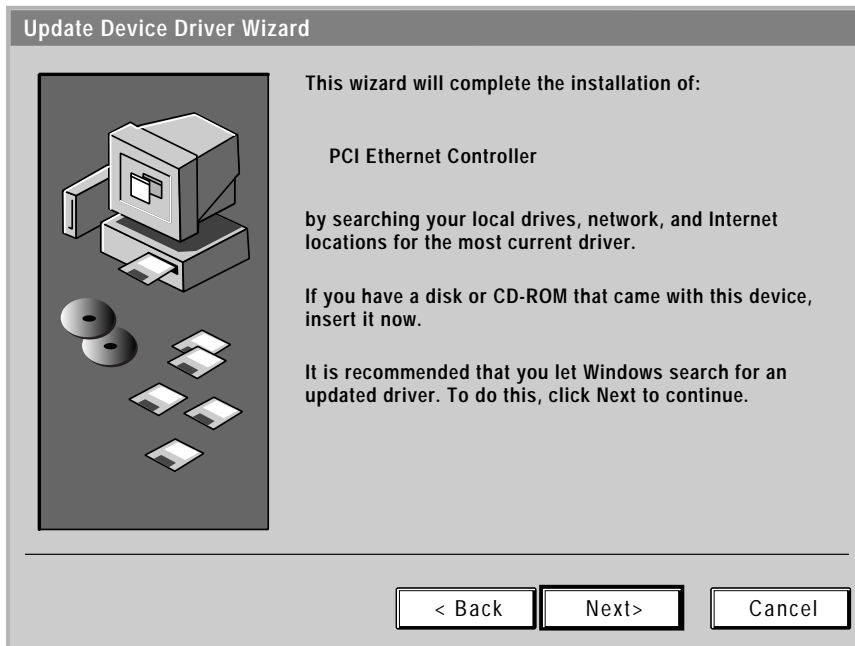 Update Device Driver Wizard
This wizard will complete the installation of:
PCI Ethernet Controller
by searching your local drives, network, and Internet
locations for the most current driver.
If you have a disk or CD-ROM that came with this device,
insert it now.
It is recommended that you let Windows search for an
updated driver. To do this, click Next to continue.
< Back
Next>
Cancel